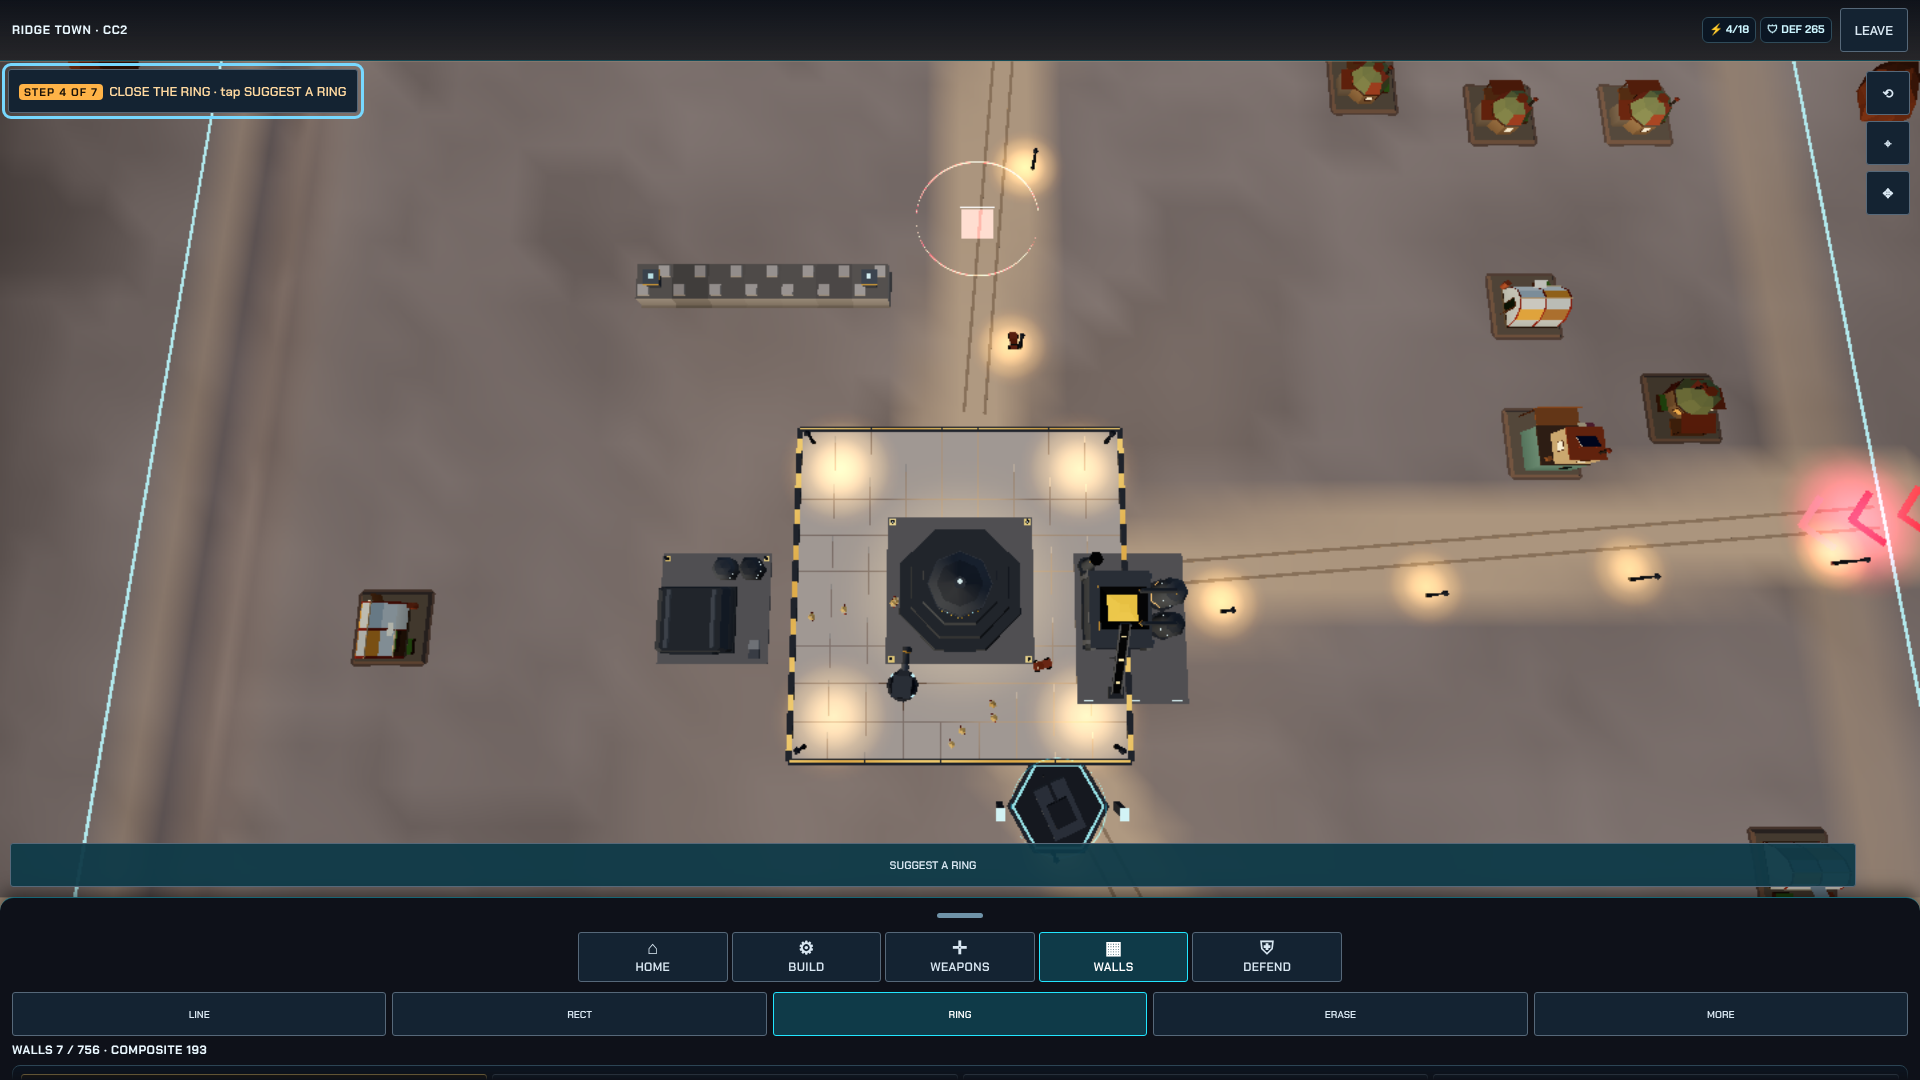 RIDGE TOWN · CC2
⚡ 4/18
DEF 265
LEAVE
STEP 4 OF 7 CLOSE THE RING · tap SUGGEST A RING
SUGGEST A RING
HOME
BUILD
WEAPONS
WALLS
DEFEND
LINE
RECT
RING
ERASE
MORE
WALLS 7 / 756 · COMPOSITE 193